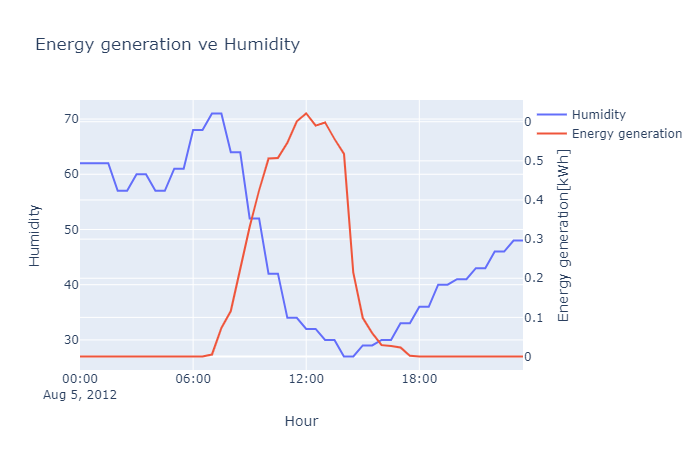 Energy generation ve Humidity
Humidity
Energy generation
70
60
50
40
30
Humidity
0
0.5
0.4
0.3
0.2
0.1
0
Energy generation[kWh]
00:00
06:00
12:00
18:00
Aug 5, 2012
Hour